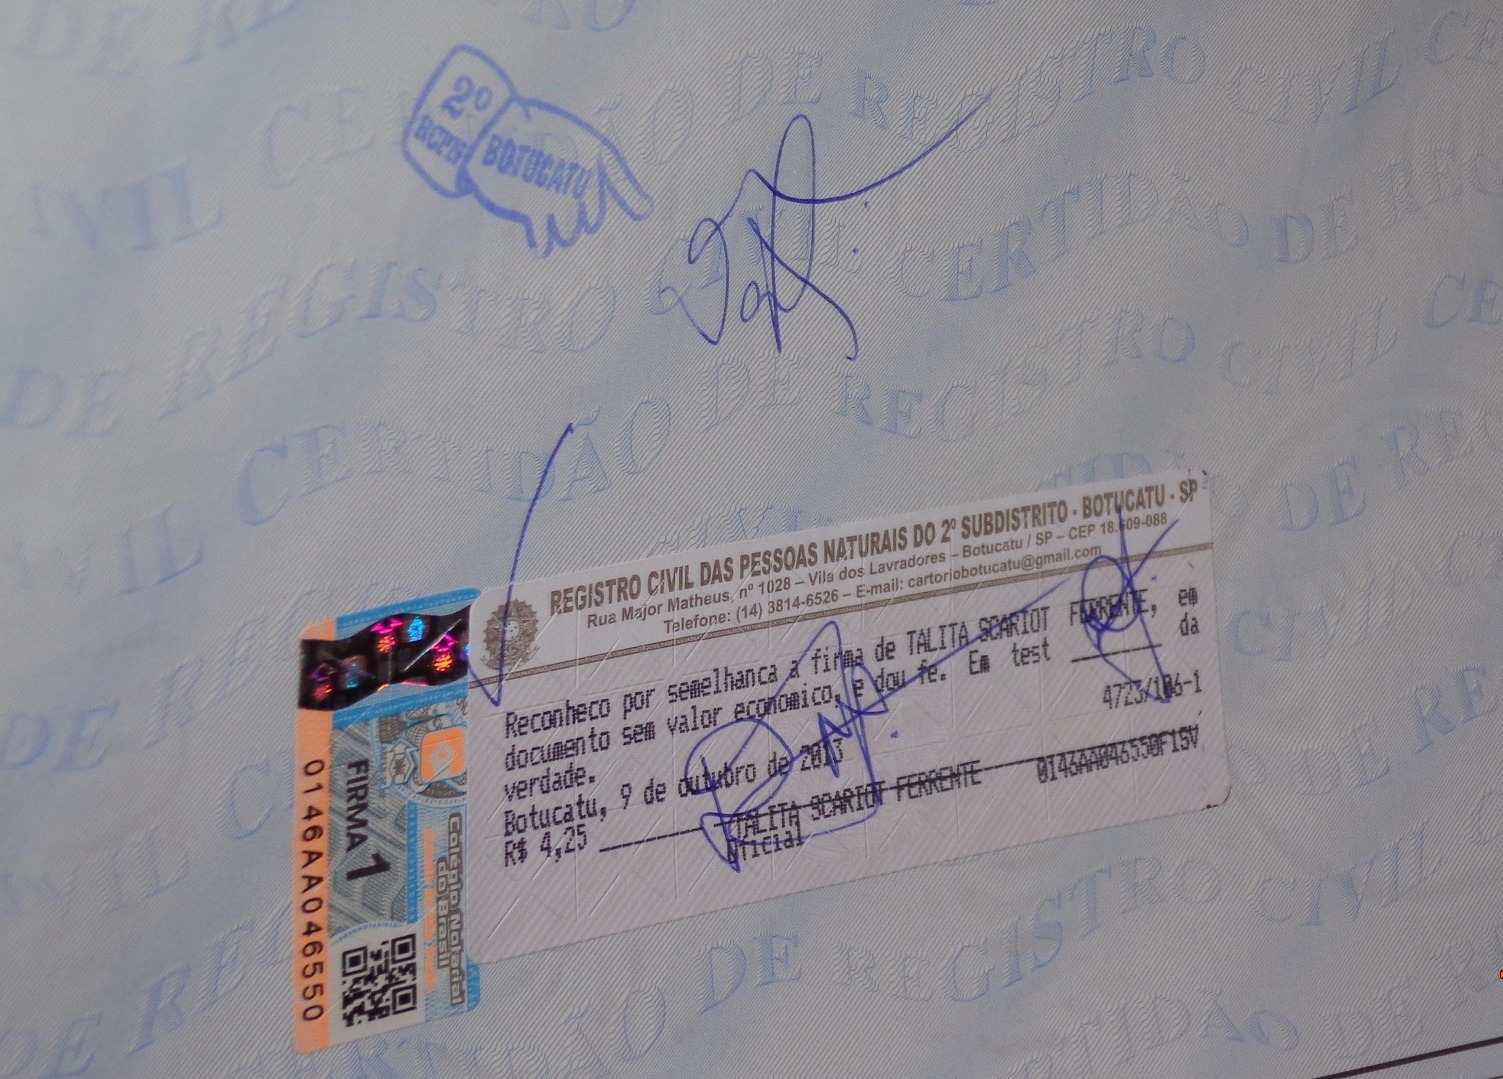 2º
RCPN
BOTUCATU
CERTIDÃO DE REGISTRO CIVIL
REGISTRO CIVIL DAS PESSOAS NATURAIS DO 2º SUBDISTRITO - BOTUCATU - SP
Rua Major Matheus, nº 1028 – Vila dos Lavradores – Botucatu / SP – CEP 18.609-088
Telefone: (14) 3814-6526 – E-mail: cartoriobotucatu@gmail.com
Reconheco por semelhanca a firma de TALITA SCARIOT FERRENTE, em
documento sem valor economico, e dou fe. Em test ________ da
verdade.
Botucatu, 9 de outubro de 2013
4723/106-1
R$ 4,25
TALITA SCARIOT FERRENTE
0146AA046550F15V
Oficial
Colégio Notarial
do Brasil
FIRMA 1
0146AA046550